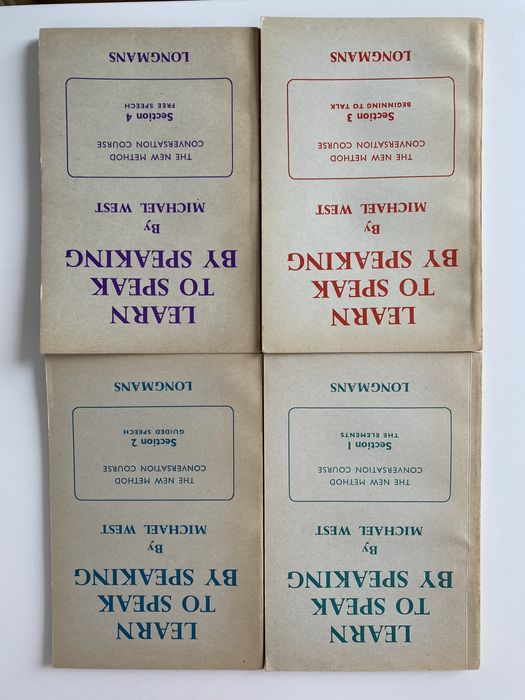 LEARN
TO SPEAK
BY SPEAKING
By
MICHAEL WEST
THE NEW METHOD
CONVERSATION COURSE
Section 1
THE ELEMENTS
LONGMANS
LEARN
TO SPEAK
BY SPEAKING
By
MICHAEL WEST
THE NEW METHOD
CONVERSATION COURSE
Section 2
GUIDED SPEECH
LONGMANS
LEARN
TO SPEAK
BY SPEAKING
By
MICHAEL WEST
THE NEW METHOD
CONVERSATION COURSE
Section 3
BEGINNING TO TALK
LONGMANS
LEARN
TO SPEAK
BY SPEAKING
By
MICHAEL WEST
THE NEW METHOD
CONVERSATION COURSE
Section 4
FREE SPEECH
LONGMANS